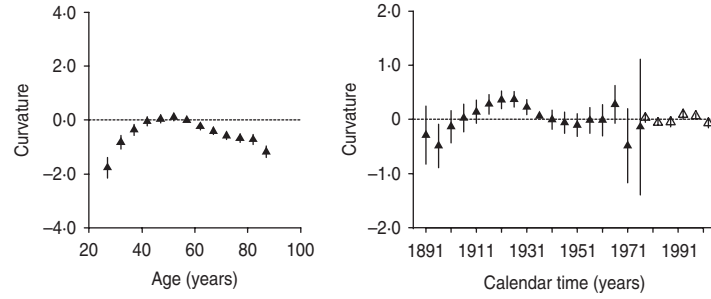 4·0
2·0
0·0
−2·0
−4·0
20 40 60 80 100
Curvature
Age (years)
2·0
1·0
0
−1·0
−2·0
1891 1911 1931 1951 1971 1991
Curvature
Calendar time (years)